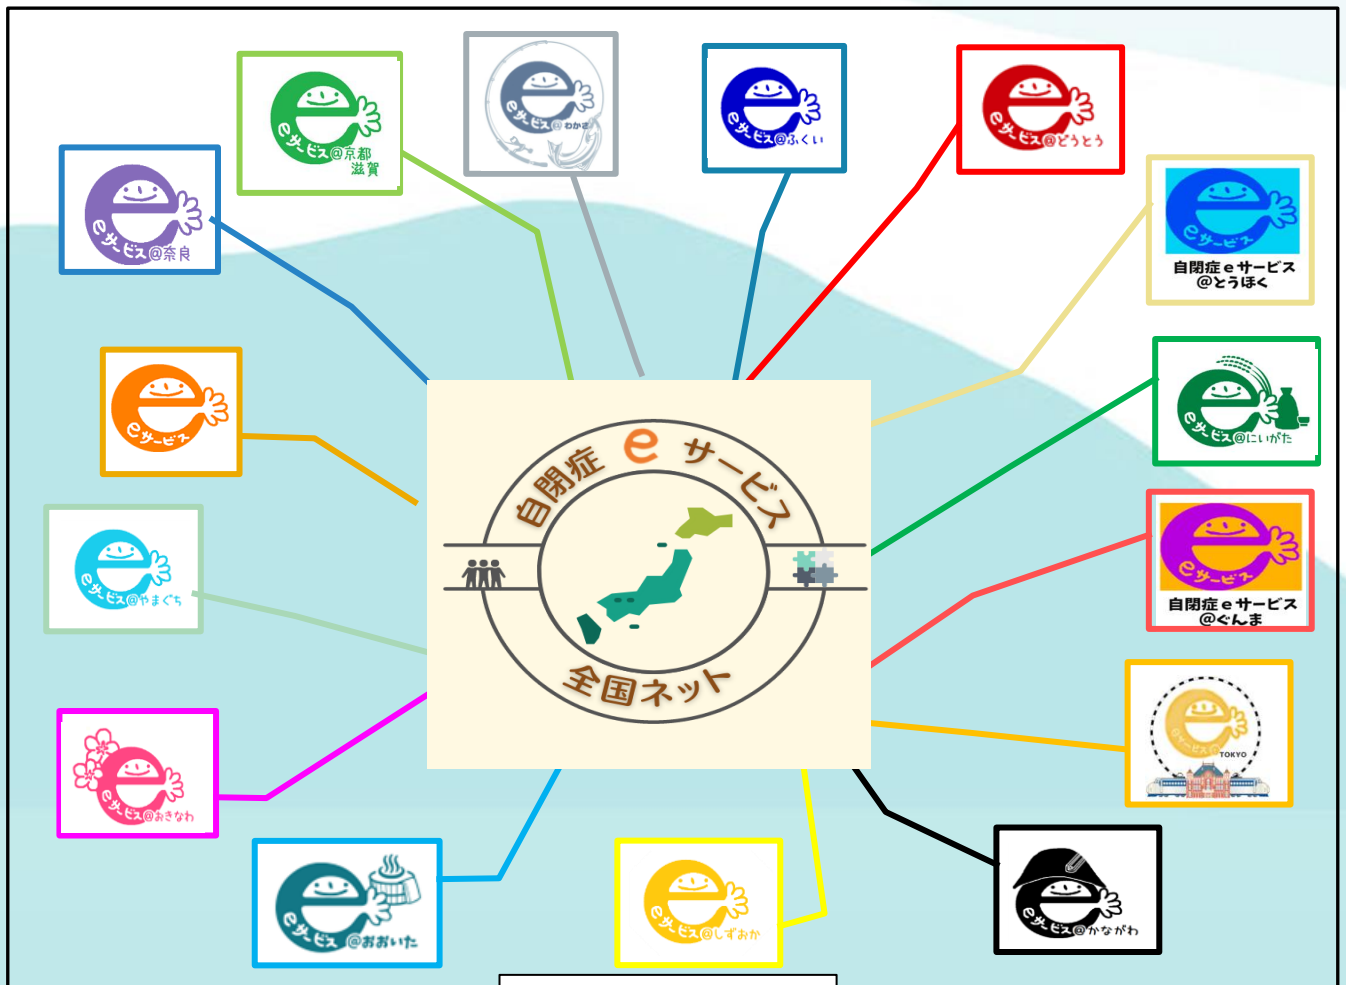 eサービス@京都
滋賀
eサービス@わかさ
eサービス@ふくい
eサービス@どうとう
eサービス@奈良
eサービス
自閉症eサービス
@とうほく
eサービス
eサービス@にいがた
自閉症 e サービス
全国ネット
eサービス@やまぐち
eサービス
自閉症eサービス
@ぐんま
eサービス@おきなわ
eサービス@
TOKYO
eサービス@おおいた
eサービス@しずおか
eサービス@かながわ